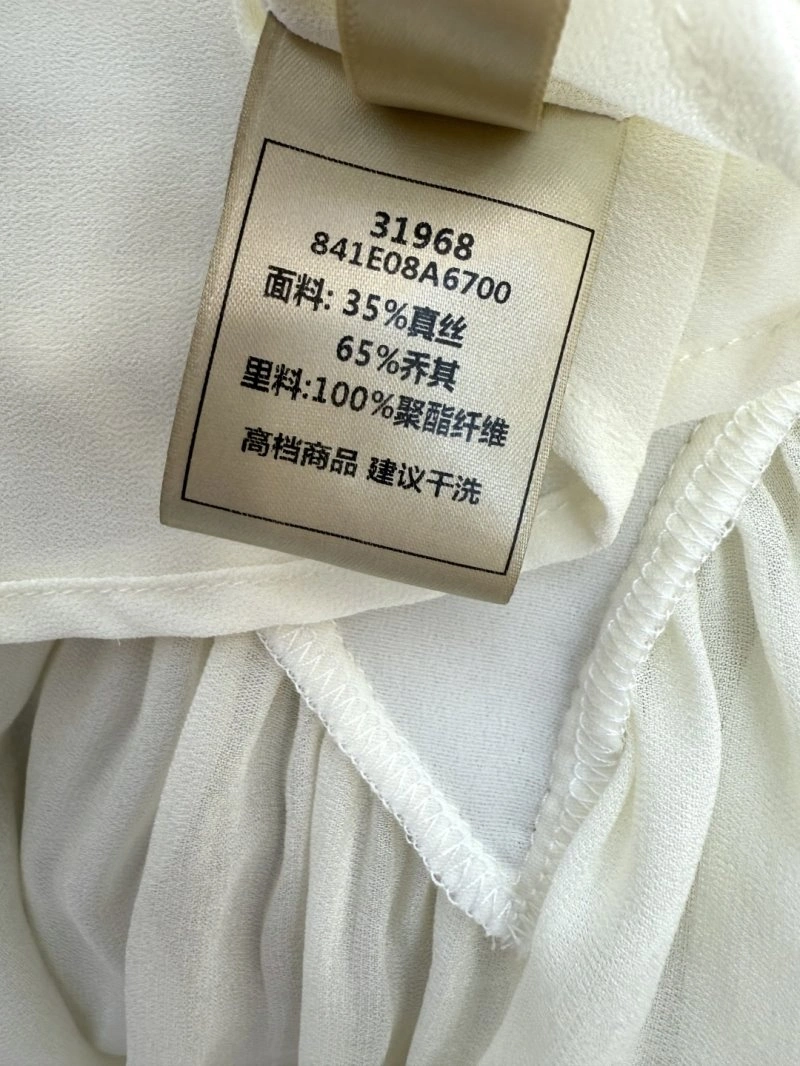 31968
841E08A6700
面料: 35%真丝
65%乔其
里料:100%聚酯纤维
高档商品 建议干洗